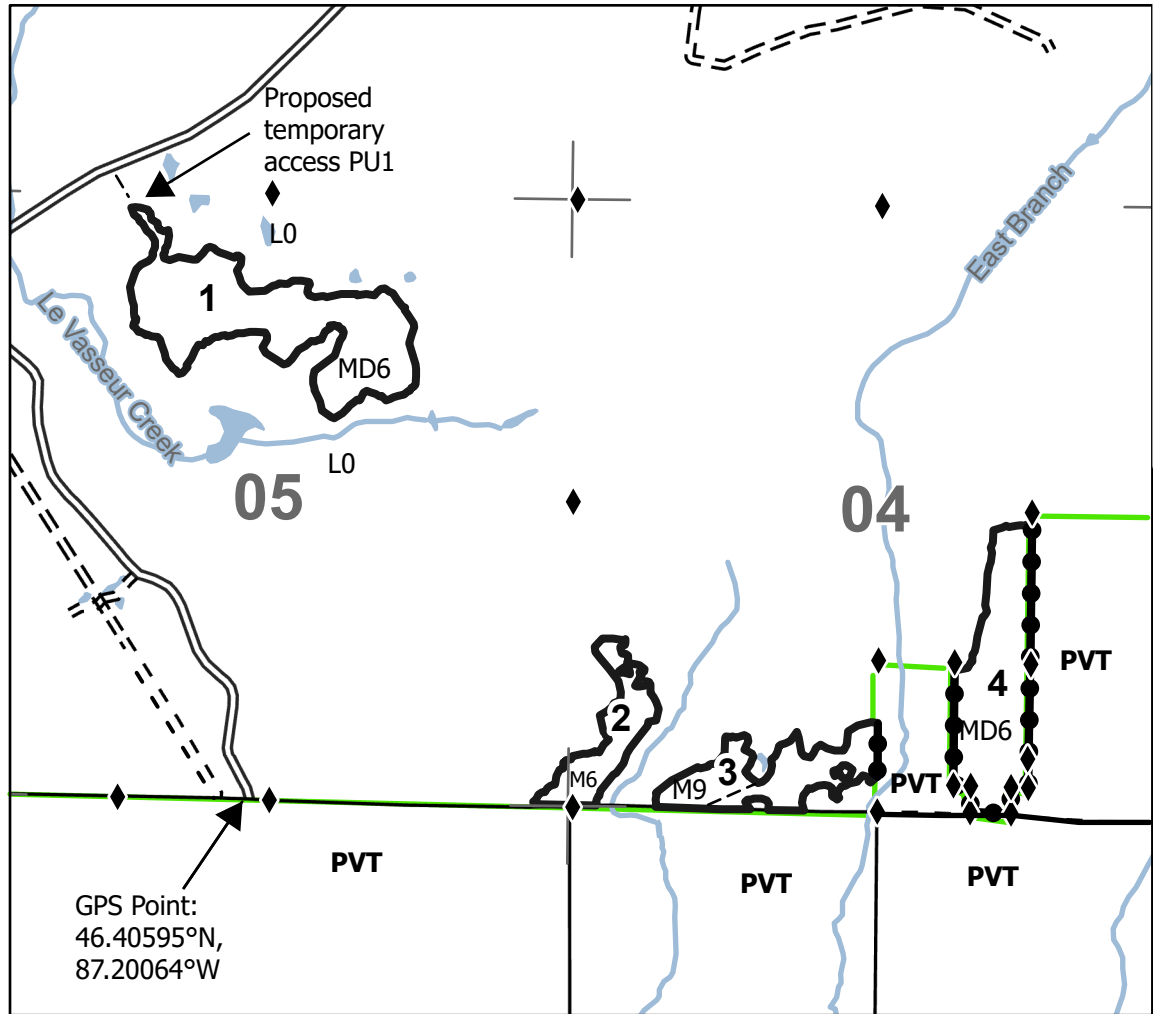 Proposed
temporary
access PU1
L0
East Branch
1
Le Vasseur Creek
MD6
L0
05
04
PVT
4
2
MD6
3
M6
M9
PVT
PVT
PVT
PVT
GPS Point:
46.40595°N,
87.20064°W